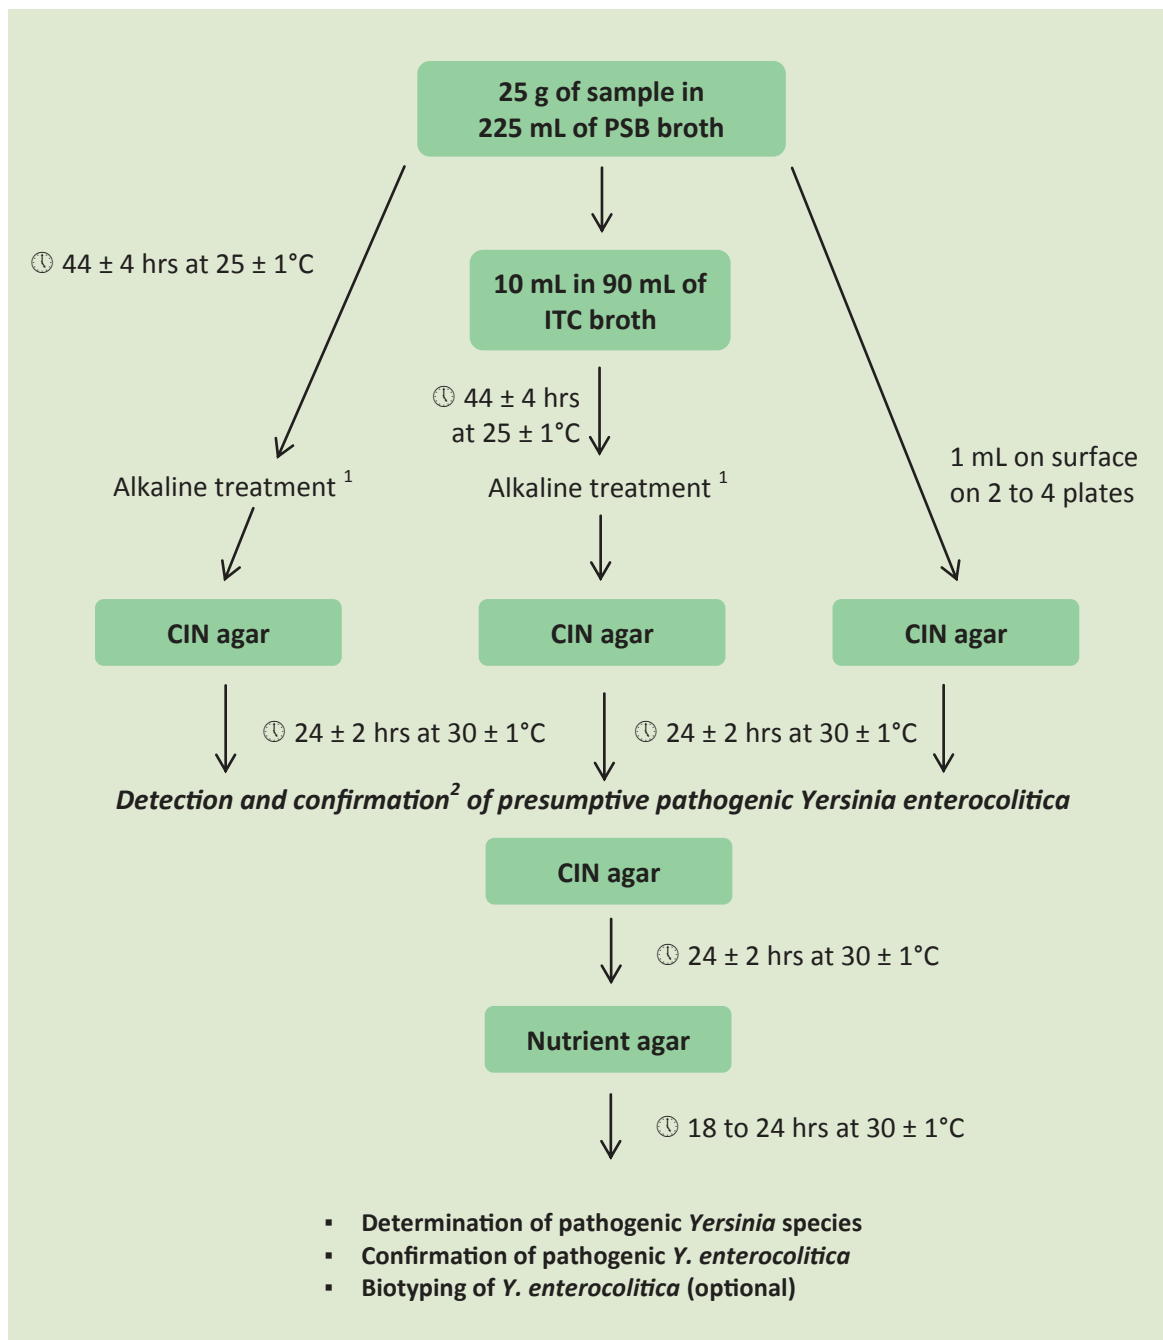 25 g of sample in
225 mL of PSB broth
44 ± 4 hrs at 25 ± 1°C
10 mL in 90 mL of
ITC broth
44 ± 4 hrs
at 25 ± 1°C
1 mL on surface
on 2 to 4 plates
Alkaline treatment 1
Alkaline treatment 1
CIN agar
CIN agar
CIN agar
24 ± 2 hrs at 30 ± 1°C
24 ± 2 hrs at 30 ± 1°C
Detection and confirmation2 of presumptive pathogenic Yersinia enterocolitica
CIN agar
24 ± 2 hrs at 30 ± 1°C
Nutrient agar
18 to 24 hrs at 30 ± 1°C
▪ Determination of pathogenic Yersinia species
▪ Confirmation of pathogenic Y. enterocolitica
▪ Biotyping of Y. enterocolitica (optional)